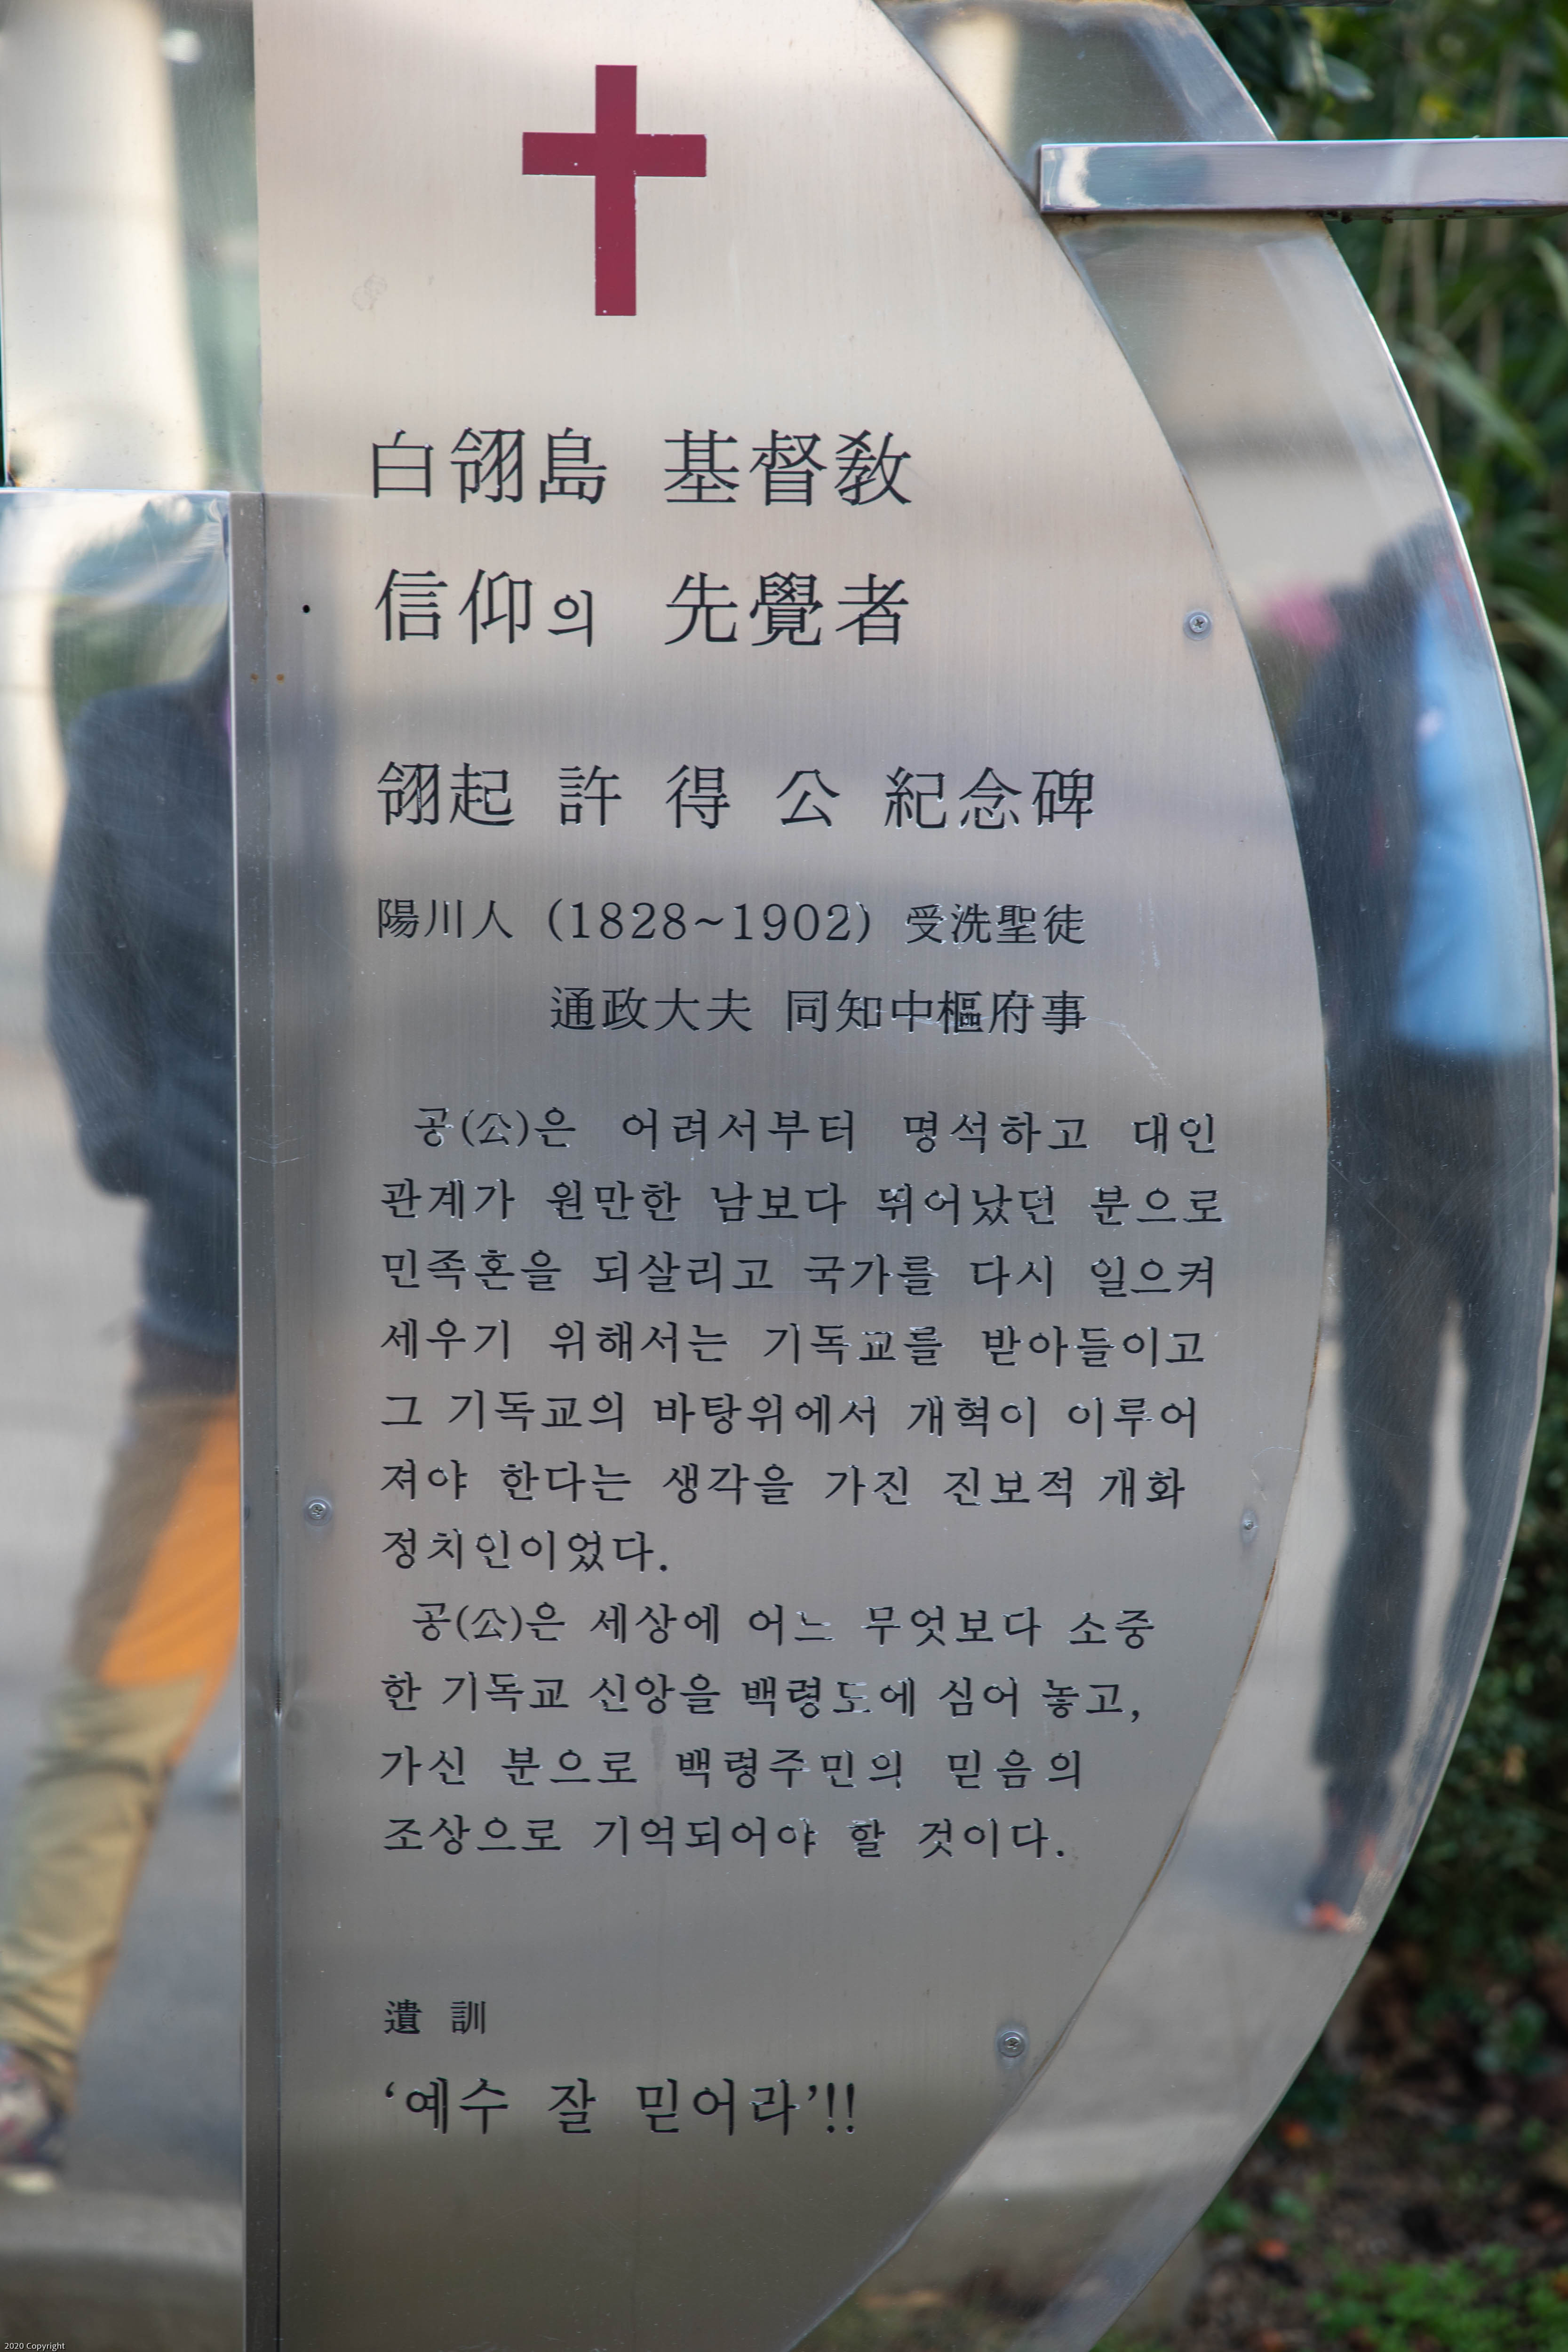 白翎島 基督敎
信仰의 先覺者
翎起 許 得 公 紀念碑
陽川人 (1828~1902) 受洗聖徒
通政大夫 同知中樞府事
공(公)은 어려서부터 명석하고 대인
관계가 원만한 남보다 뛰어났던 분으로
민족혼을 되살리고 국가를 다시 일으켜
세우기 위해서는 기독교를 받아들이고
그 기독교의 바탕위에서 개혁이 이루어
져야 한다는 생각을 가진 진보적 개화
정치인이었다.
공(公)은 세상에 어느 무엇보다 소중
한 기독교 신앙을 백령도에 심어 놓고,
가신 분으로 백령주민의 믿음의
조상으로 기억되어야 할 것이다.
遺 訓
‘예수 잘 믿어라’!!
2020 Copyright